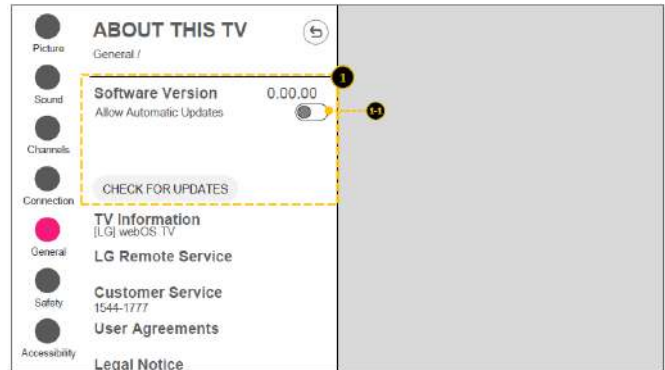 Picture
Sound
Channels
Connection
General
Safety
Accessibility
ABOUT THIS TV
General /
Software Version 0.00.00
Allow Automatic Updates
CHECK FOR UPDATES
TV Information
[LG] webOS TV
LG Remote Service
Customer Service
1544-1777
User Agreements
Legal Notice
1
1-1